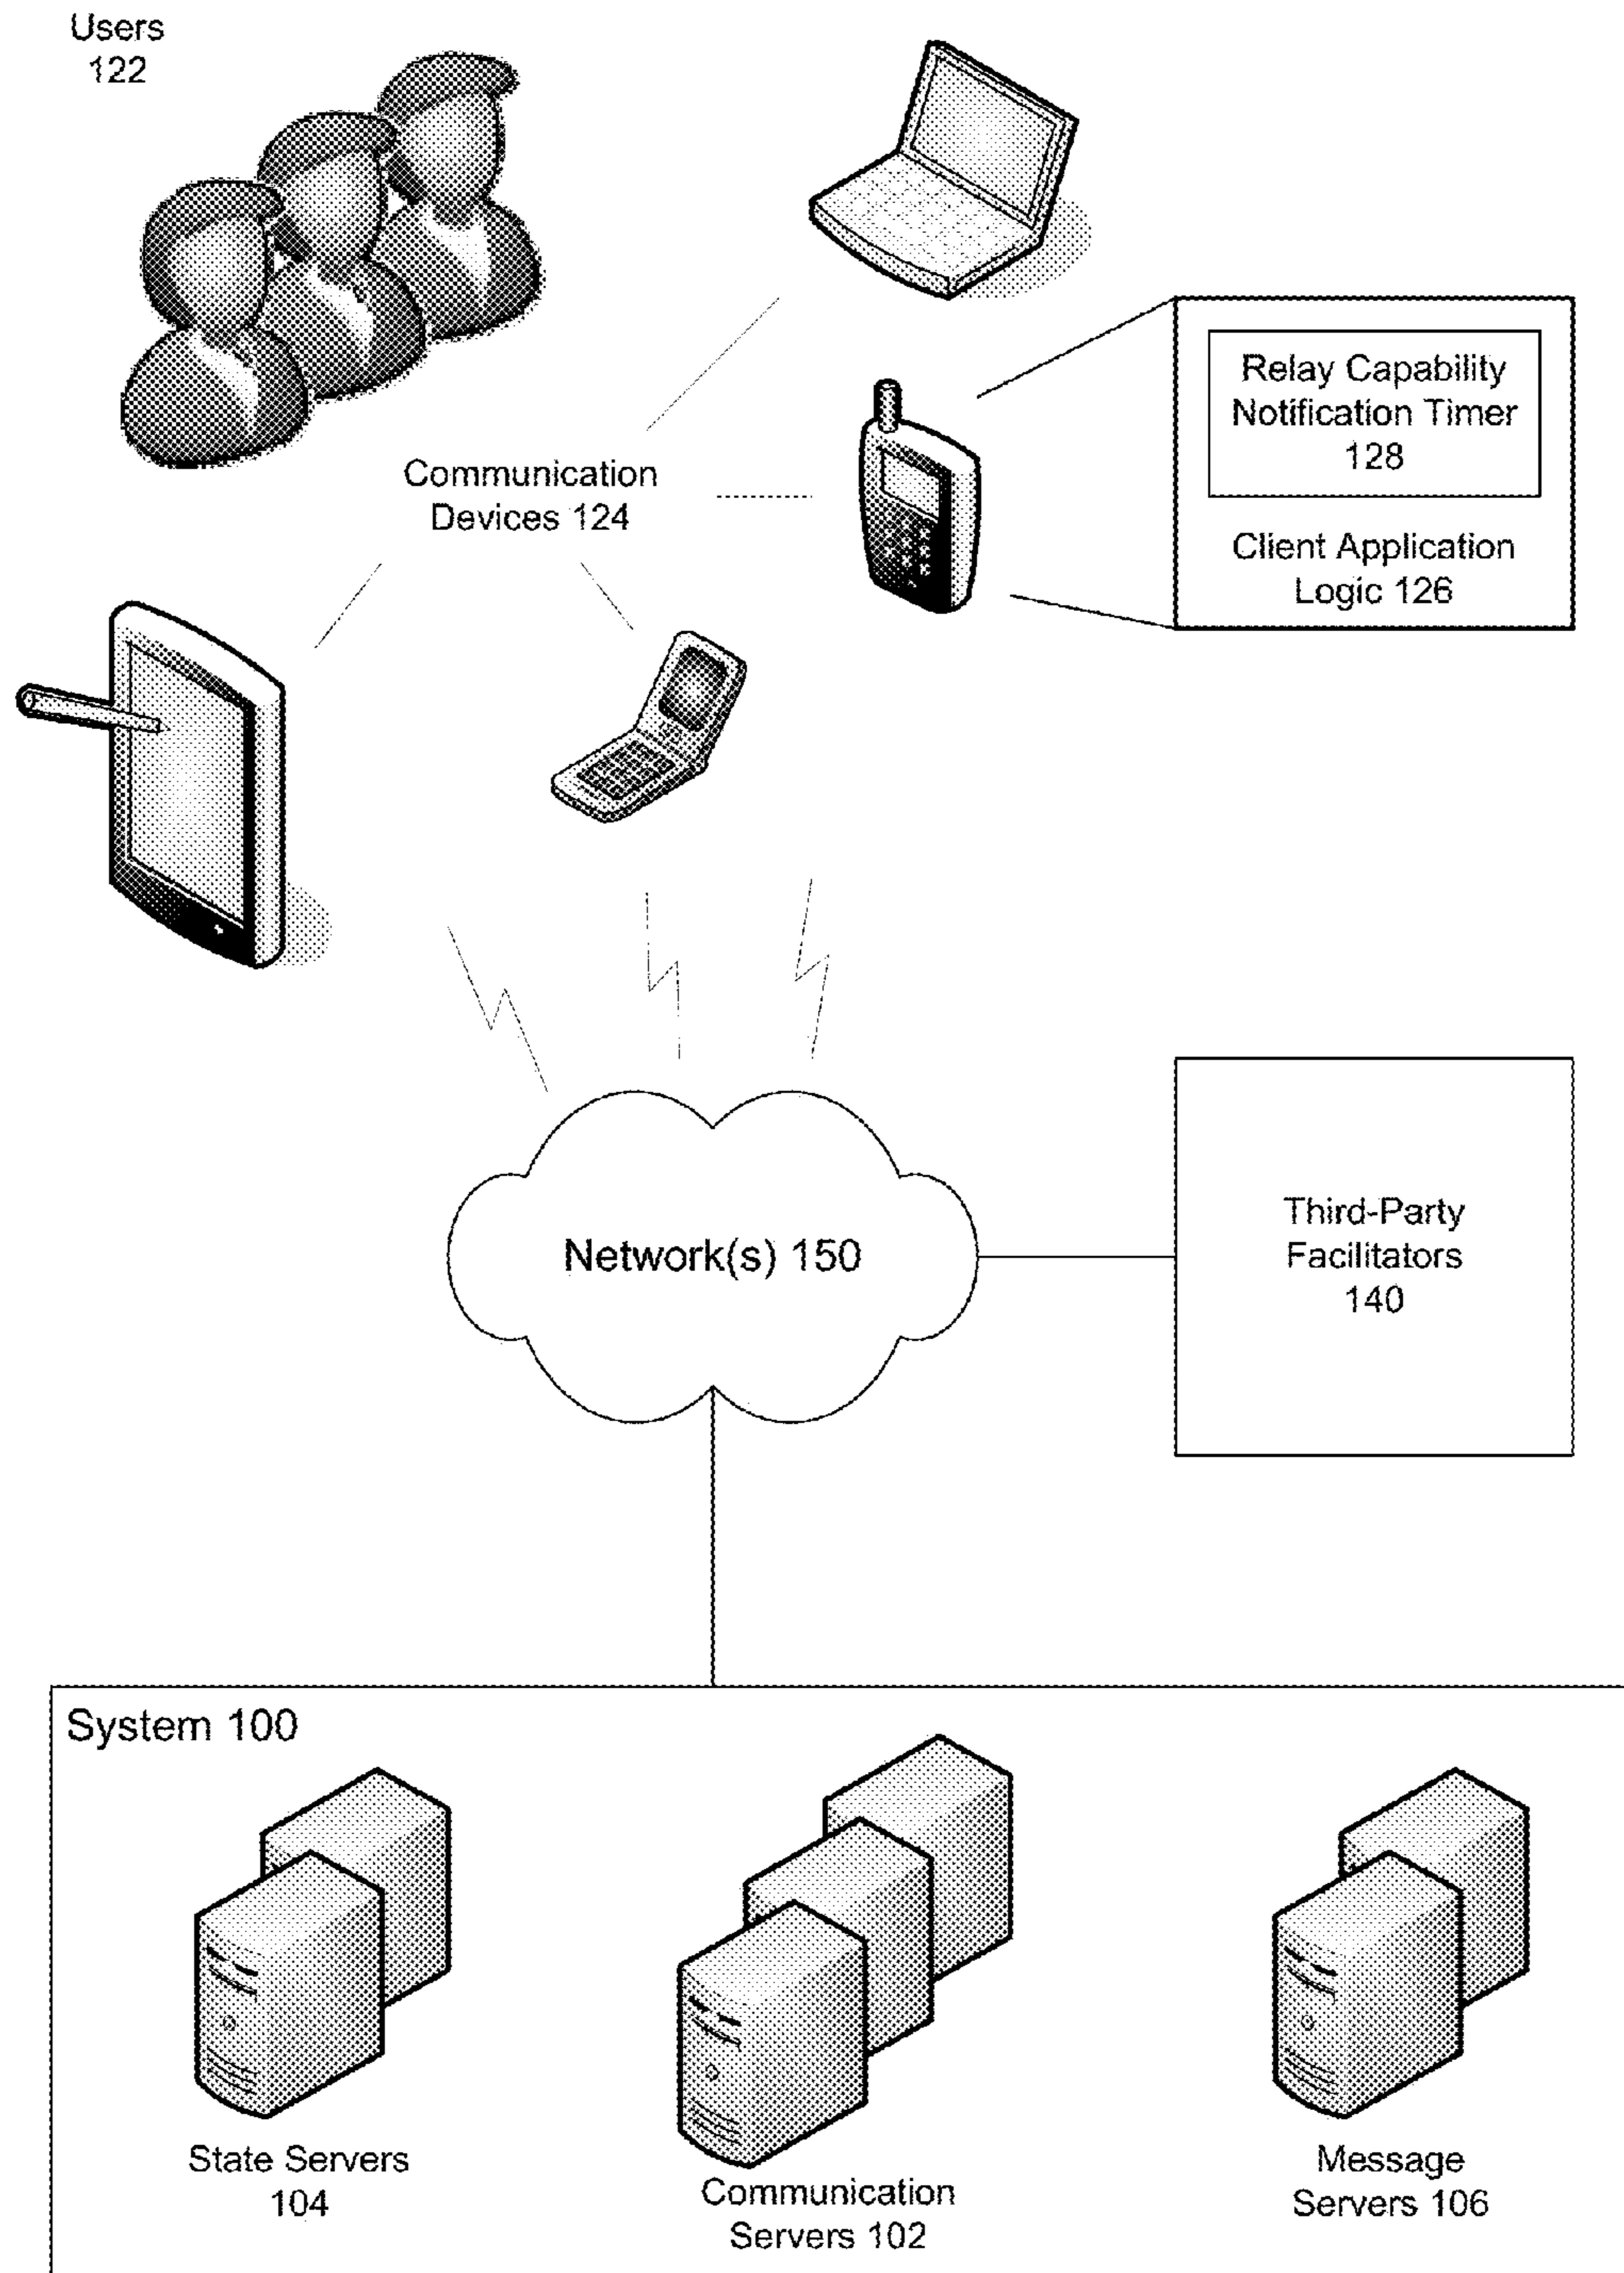 Users
122
Relay Capability
Notification Timer
128
Client Application
Logic 126
Communication
Devices 124
Network(s) 150
Third-Party
Facilitators
140
System 100
State Servers
104
Communication
Servers 102
Message
Servers 106